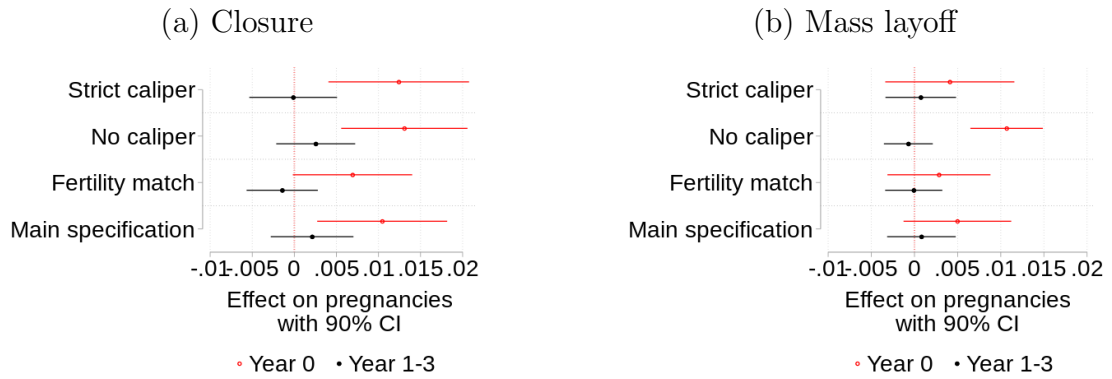 (a) Closure
Strict caliper
No caliper
Fertility match
Main specification
-.01 -.005 0 .005 .01 .015 .02
Effect on pregnancies
with 90% CI
Year 0 Year 1-3
(b) Mass layoff
Strict caliper
No caliper
Fertility match
Main specification
-.01 -.005 0 .005 .01 .015 .02
Effect on pregnancies
with 90% CI
Year 0 Year 1-3